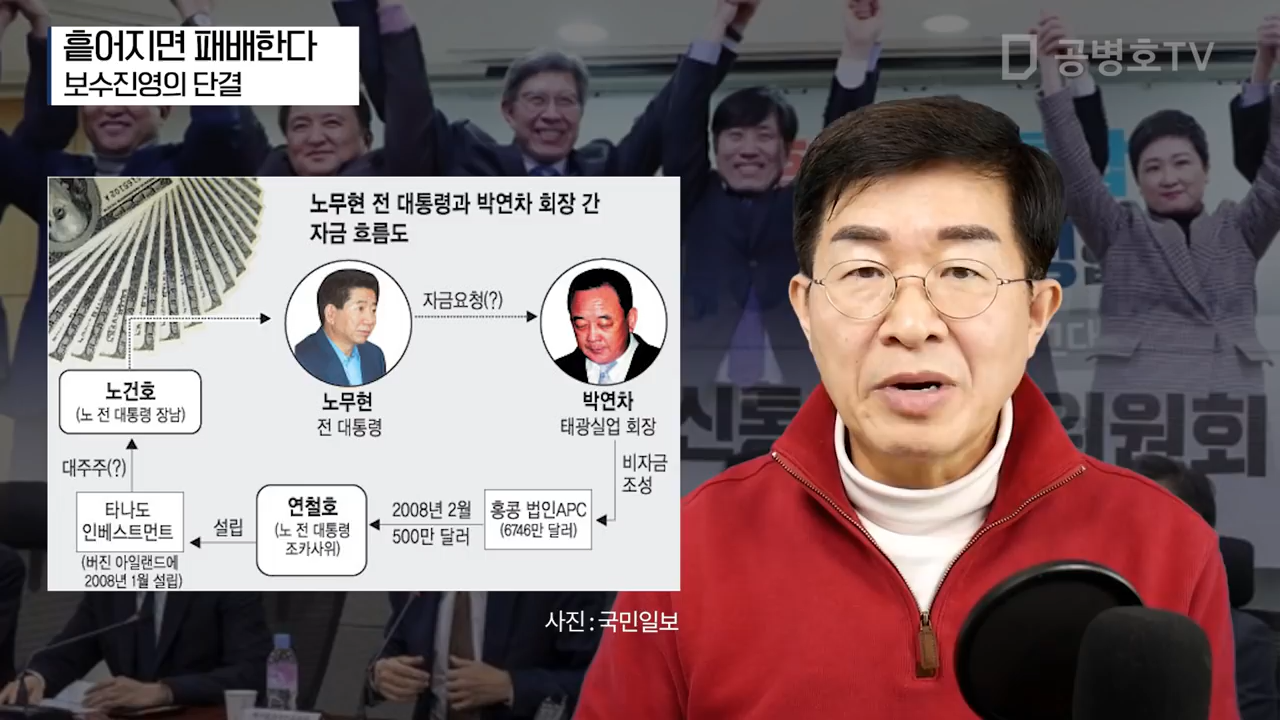 흩어지면 패배한다
보수진영의 단결
공병호TV
노무현 전 대통령과 박연차 회장 간
자금 흐름도
자금요청(?)
노무현
전 대통령
박연차
태광실업 회장
노건호
(노 전 대통령 장남)
대주주(?)
비자금
조성
타나도
인베스트먼트
(버진 아일랜드에
2008년 1월 설립)
설립
연철호
(노 전 대통령
조카사위)
2008년 2월
500만 달러
홍콩 법인APC
(6746만 달러)
사진 : 국민일보
신통
위원회